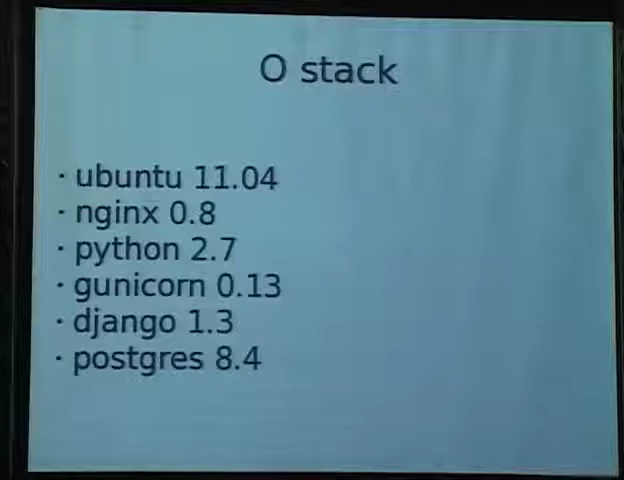 O stack
· ubuntu 11.04
· nginx 0.8
· python 2.7
· gunicorn 0.13
· django 1.3
· postgres 8.4